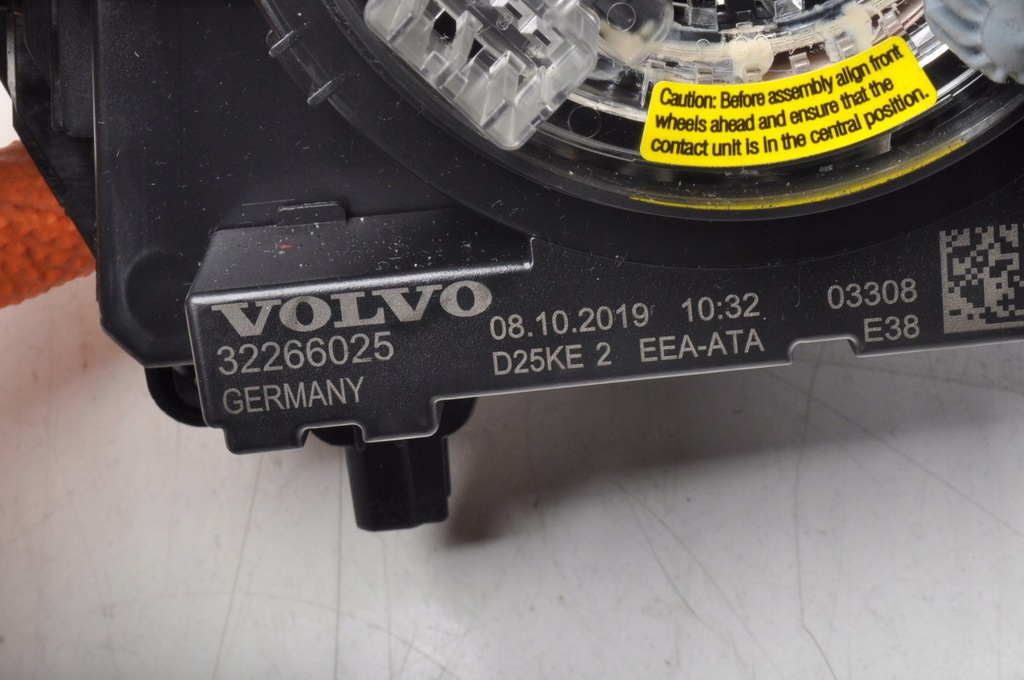 Caution: Before assembly align front
wheels ahead and ensure that the
contact unit is in the central position.
VOLVO
32266025
GERMANY
08.10.2019 10:32
D25KE 2 EEA-ATA
03308
E38